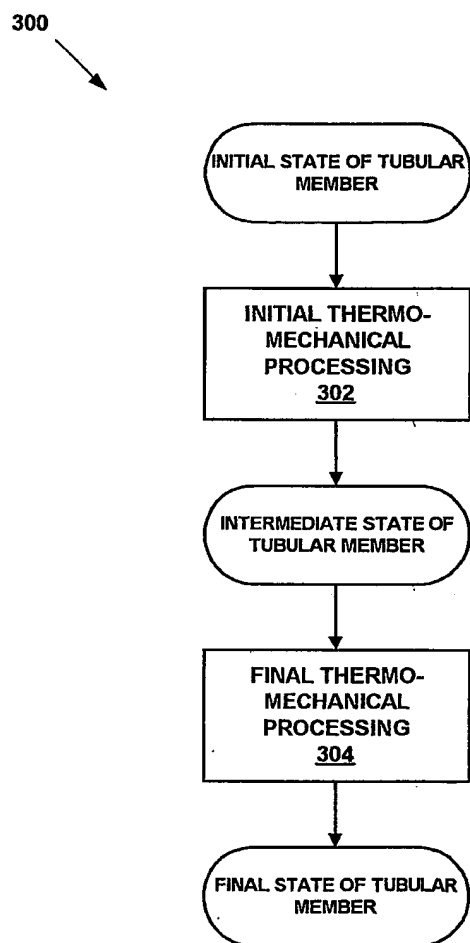 300
INITIAL STATE OF TUBULAR
MEMBER
INITIAL THERMO-
MECHANICAL
PROCESSING
302
INTERMEDIATE STATE OF
TUBULAR MEMBER
FINAL THERMO-
MECHANICAL
PROCESSING
304
FINAL STATE OF TUBULAR
MEMBER